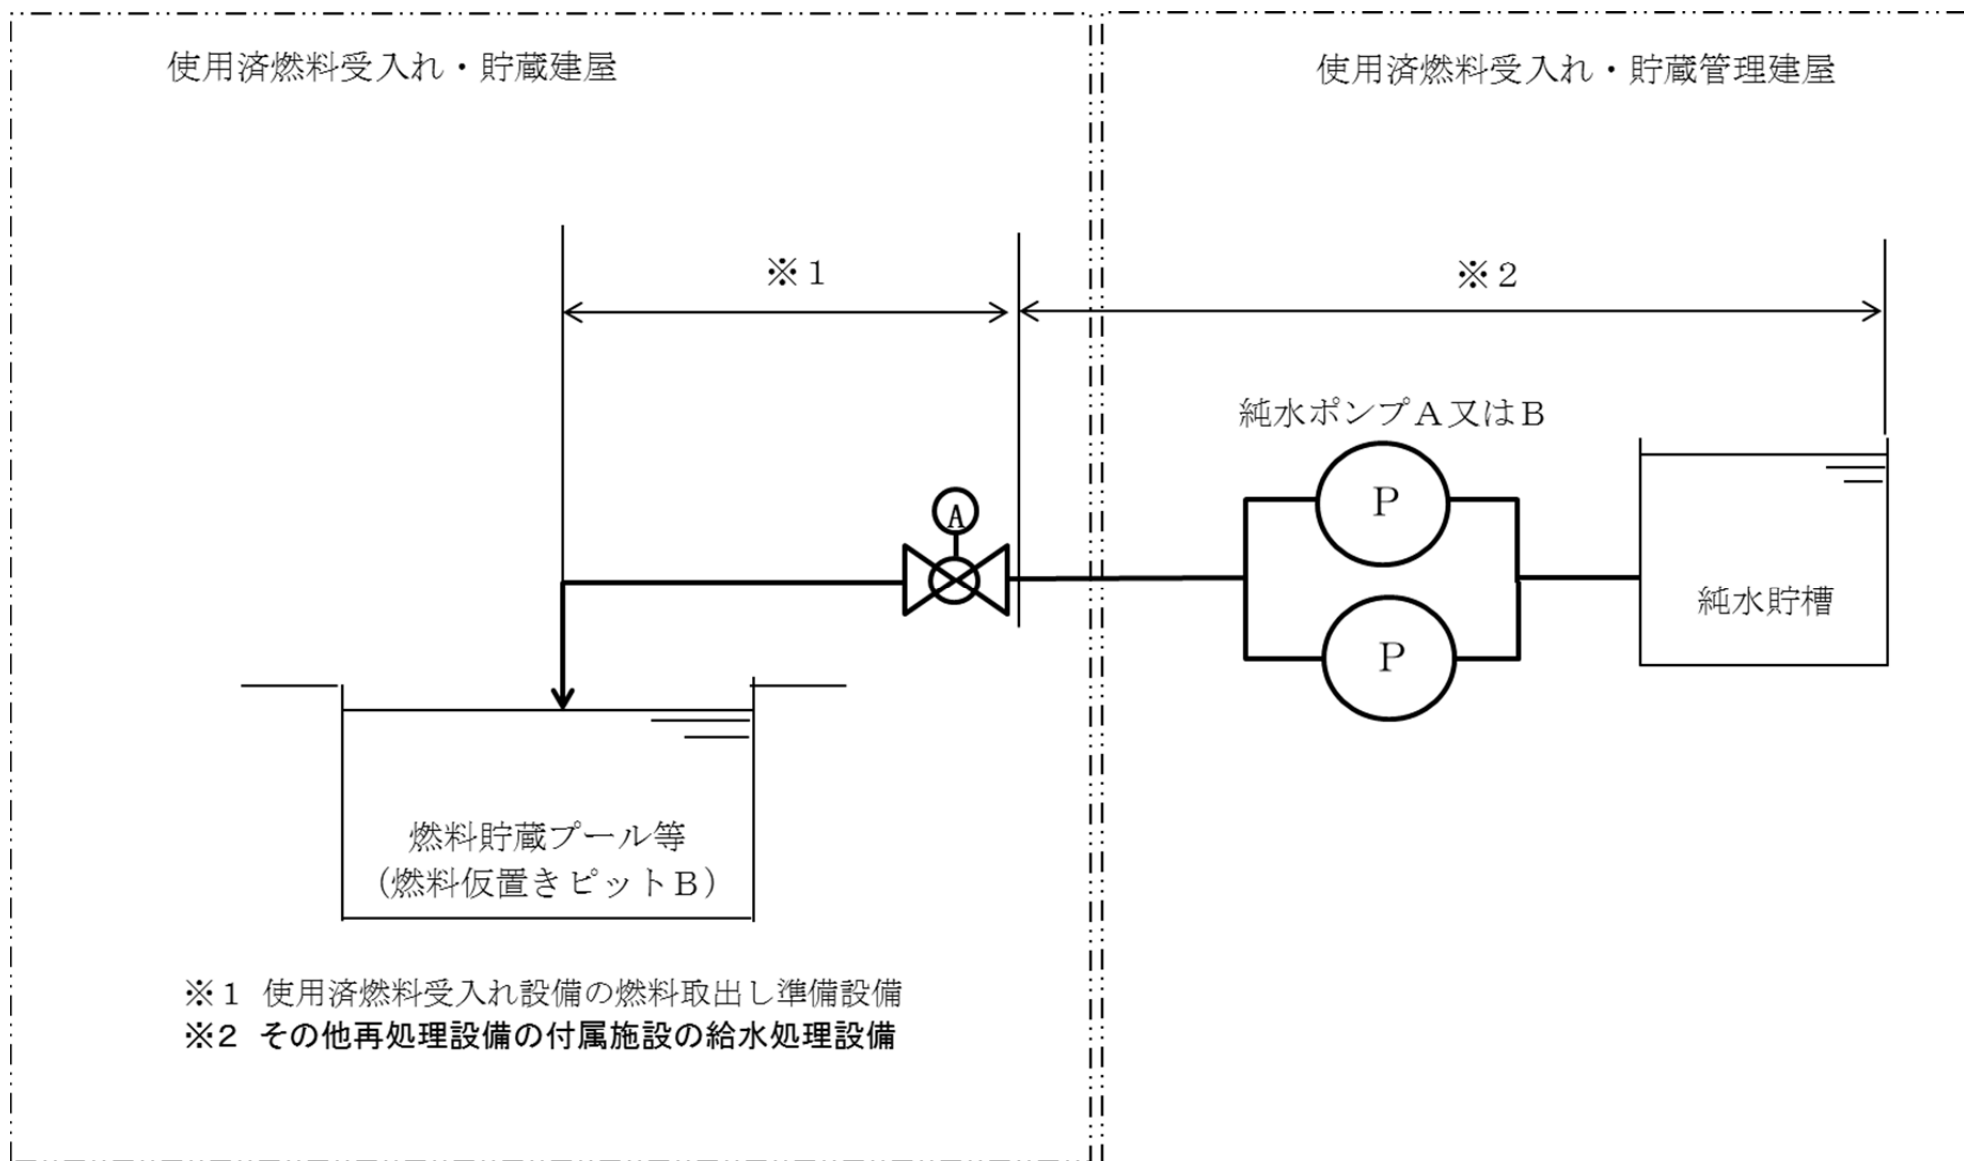 使用済燃料受入れ・貯蔵建屋
使用済燃料受入れ・貯蔵管理建屋
※１
※２
純水ポンプＡ又はＢ
A
P
P
純水貯槽
燃料貯蔵プール等
（燃料仮置きピットＢ）
※１ 使用済燃料受入れ設備の燃料取出し準備設備
※２ その他再処理設備の付属施設の給水処理設備